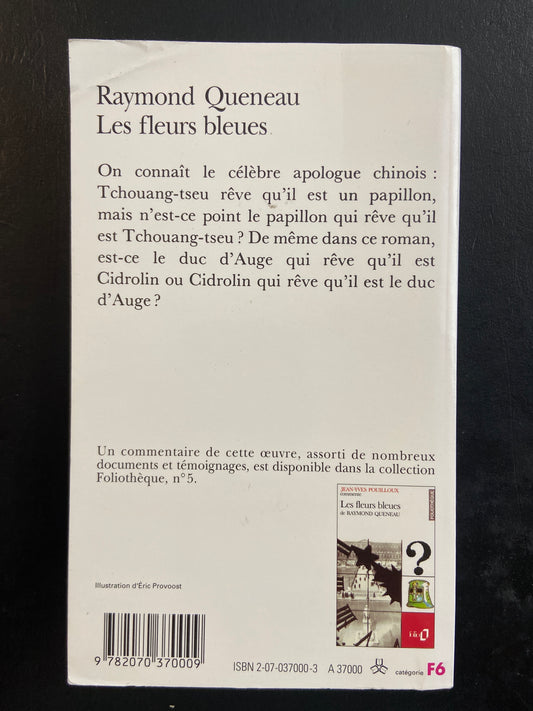 Raymond Queneau
Les fleurs bleues
On connaît le célèbre apologue chinois :
Tchouang-tseu rêve qu'il est un papillon,
mais n'est-ce point le papillon qui rêve qu'il
est Tchouang-tseu ? De même dans ce roman,
est-ce le duc d'Auge qui rêve qu'il est
Cidrolin ou Cidrolin qui rêve qu'il est le duc
d'Auge ?
Un commentaire de cette œuvre, assorti de nombreux
documents et témoignages, est disponible dans la collection
Foliothèque, n° 5.
JEAN-YVES POUILLOUX
commente
Les fleurs bleues
de RAYMOND QUENEAU
FOLIOTHÈQUE
?
folio
Illustration d'Éric Provoost
9 782070 370009
ISBN 2-07-037000-3 A 37000 catégorie F6